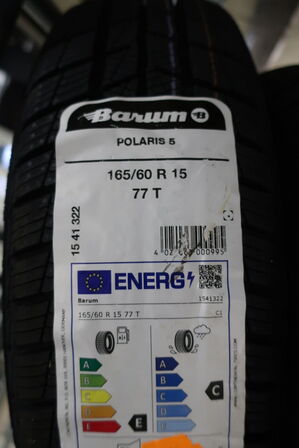 Barum B
POLARIS 5
165/60 R 15
77 T
15 41 322
ENERG
Barum 1541322
165/60 R 15 77 T C1
A A
B B
C C C
D D
E E E